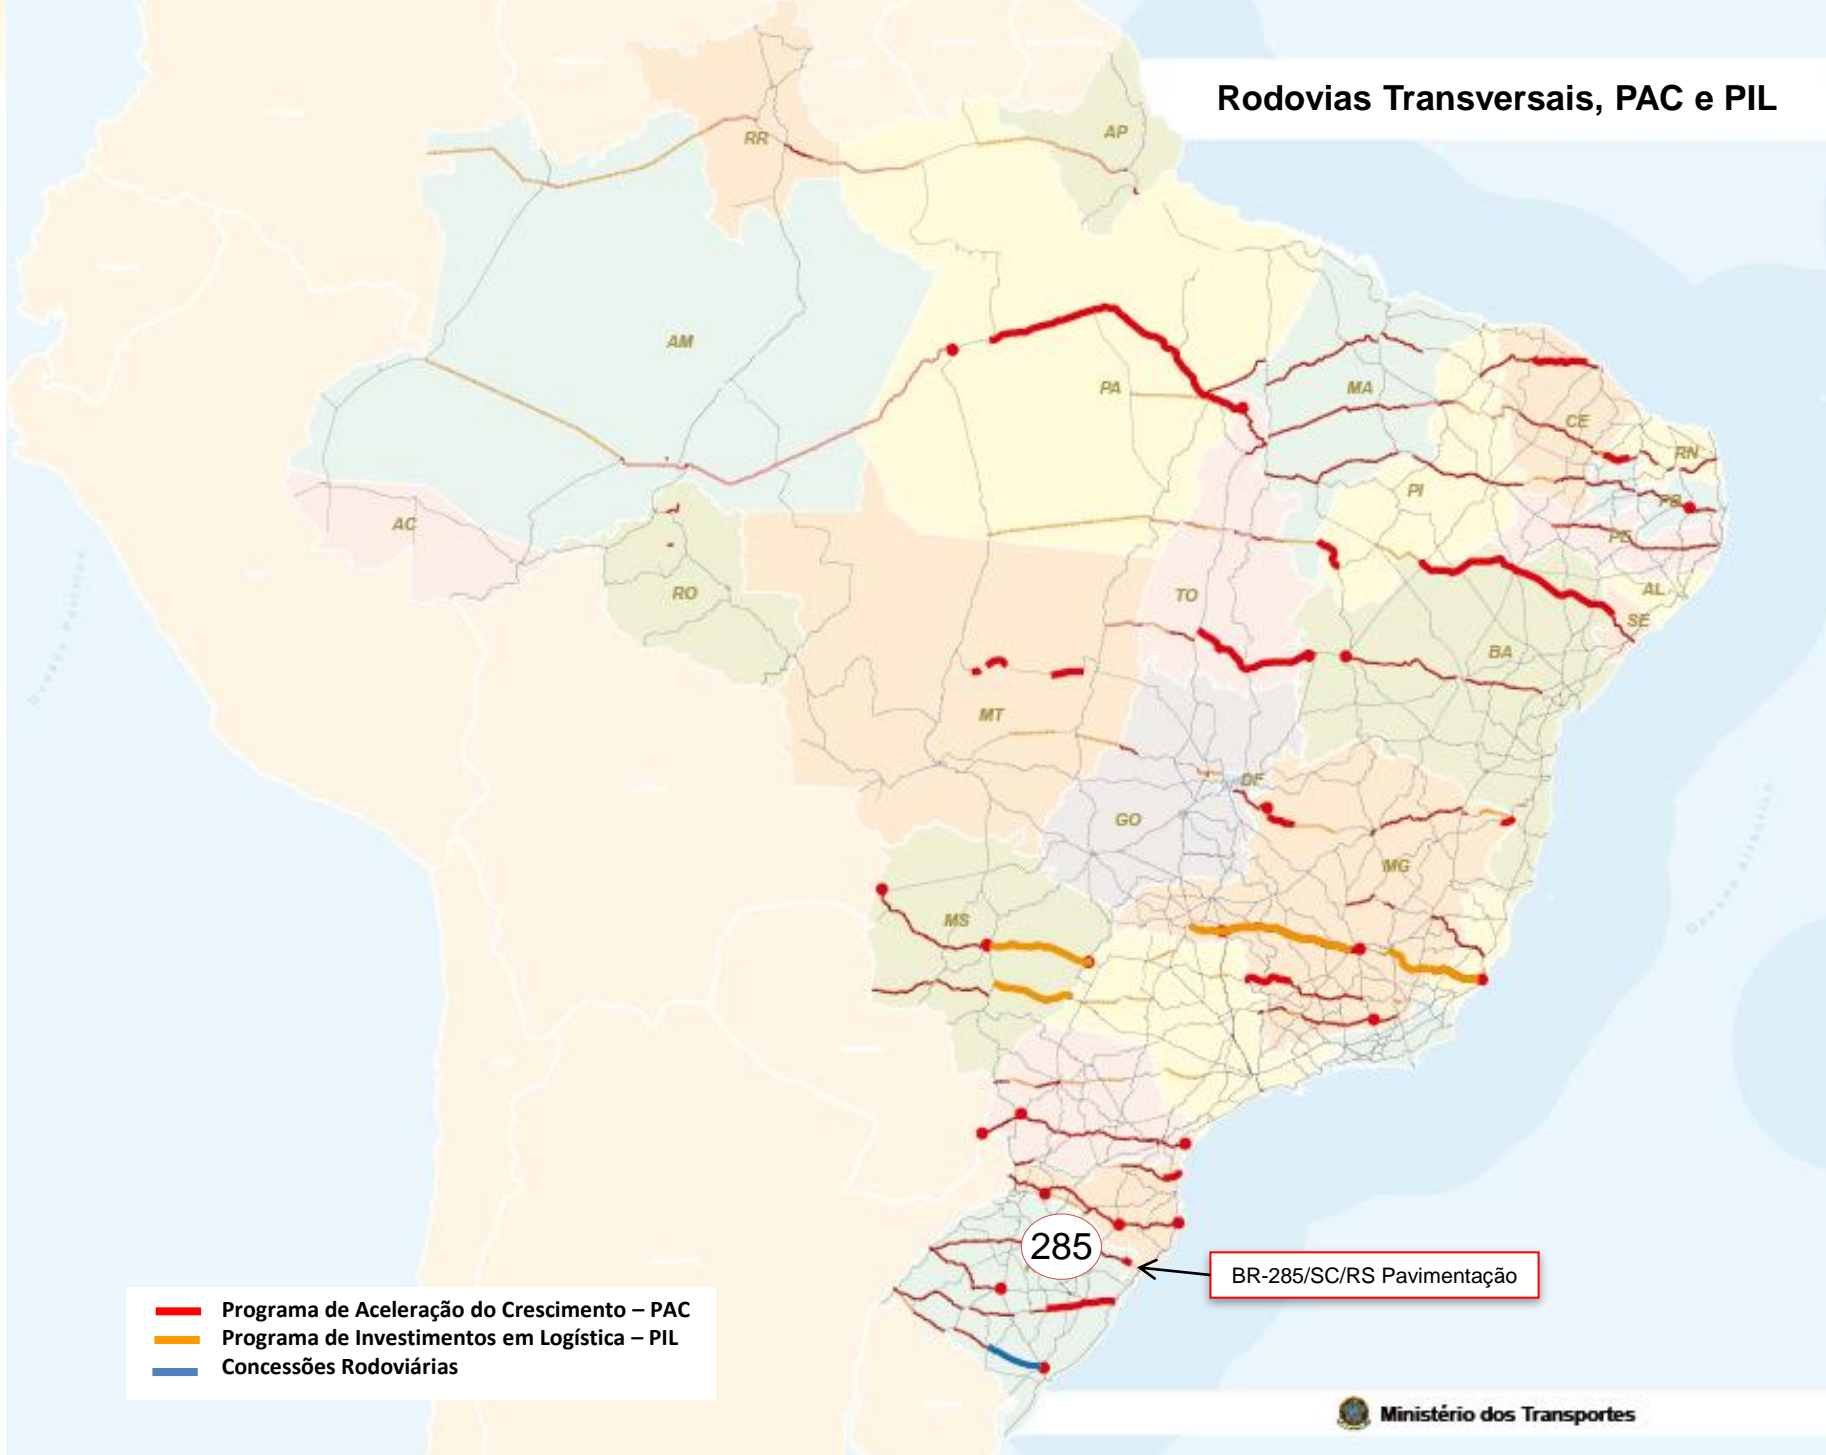 Rodovias Transversais, PAC e PIL
RR
AP
AM
PA
MA
CE
RN
PI
PB
PE
AC
AL
RO
TO
SE
BA
MT
DF
GO
MG
MS
285
BR-285/SC/RS Pavimentação
Programa de Aceleração do Crescimento – PAC
Programa de Investimentos em Logística – PIL
Concessões Rodoviárias
Ministério dos Transportes